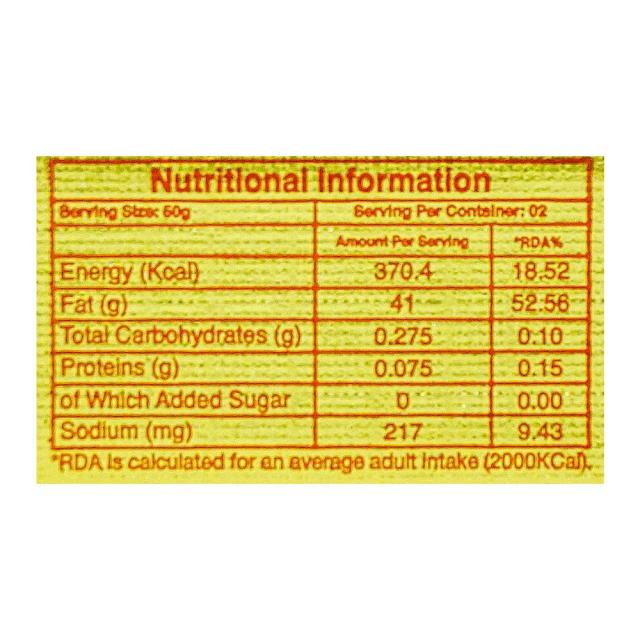 Nutritional Information
Serving Size: 50g Serving Per Container: 02
Amount Per Serving *RDA%
Energy (Kcal) 370.4 18.52
Fat (g) 41 52.56
Total Carbohydrates (g) 0.275 0.10
Proteins (g) 0.075 0.15
of Which Added Sugar 0 0.00
Sodium (mg) 217 9.43
*RDA is calculated for an average adult intake (2000KCal).